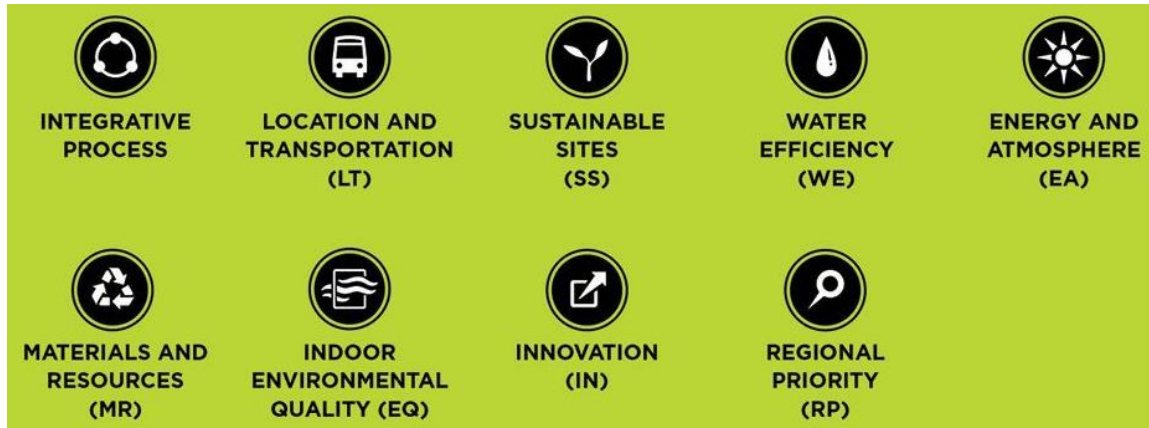 INTEGRATIVE
PROCESS
LOCATION AND
TRANSPORTATION
(LT)
SUSTAINABLE
SITES
(SS)
WATER
EFFICIENCY
(WE)
ENERGY AND
ATMOSPHERE
(EA)
MATERIALS AND
RESOURCES
(MR)
INDOOR
ENVIRONMENTAL
QUALITY (EQ)
INNOVATION
(IN)
REGIONAL
PRIORITY
(RP)